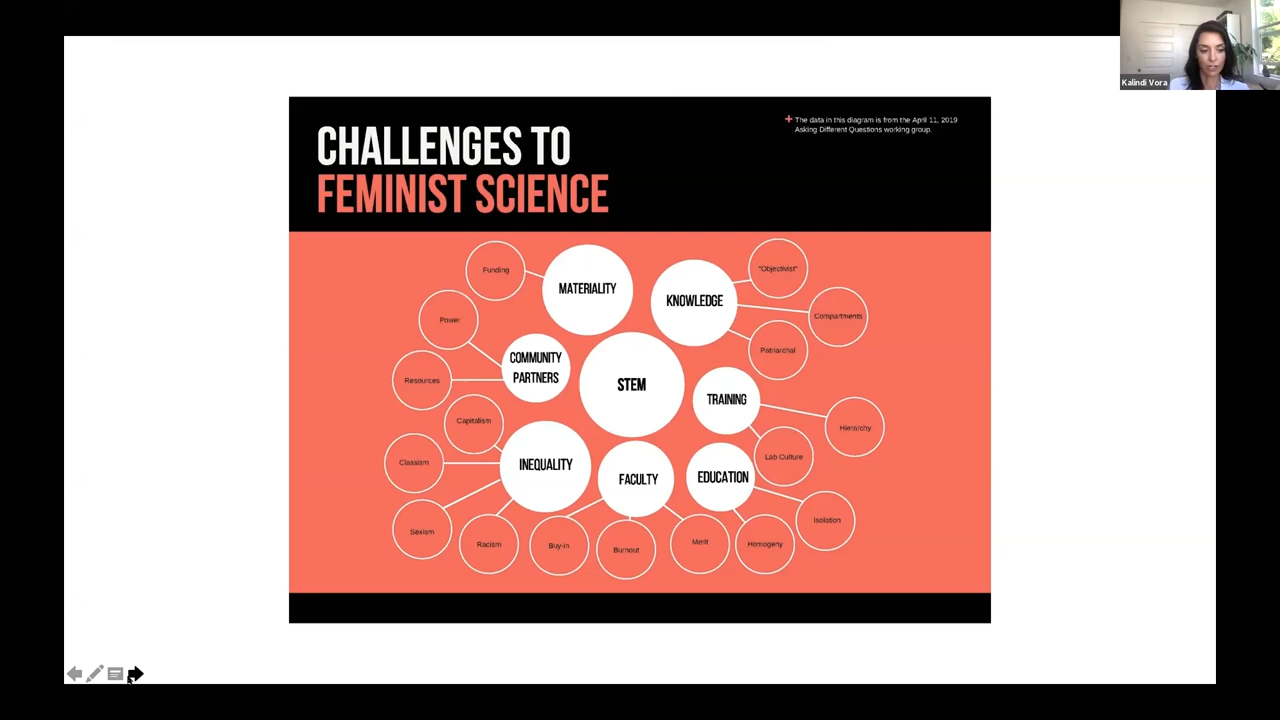 Kalindi Vora
CHALLENGES TO
FEMINIST SCIENCE
+ The data in this diagram is from the April 11, 2019
Asking Different Questions working group.
Funding
MATERIALITY
KNOWLEDGE
"Objectivist"
Compartments
Patriarchal
Power
COMMUNITY
PARTNERS
Resources
STEM
TRAINING
Hierarchy
Lab Culture
Capitalism
Classism
INEQUALITY
Sexism
Racism
FACULTY
Buy-in
Burnout
Merit
EDUCATION
Isolation
Homogeny